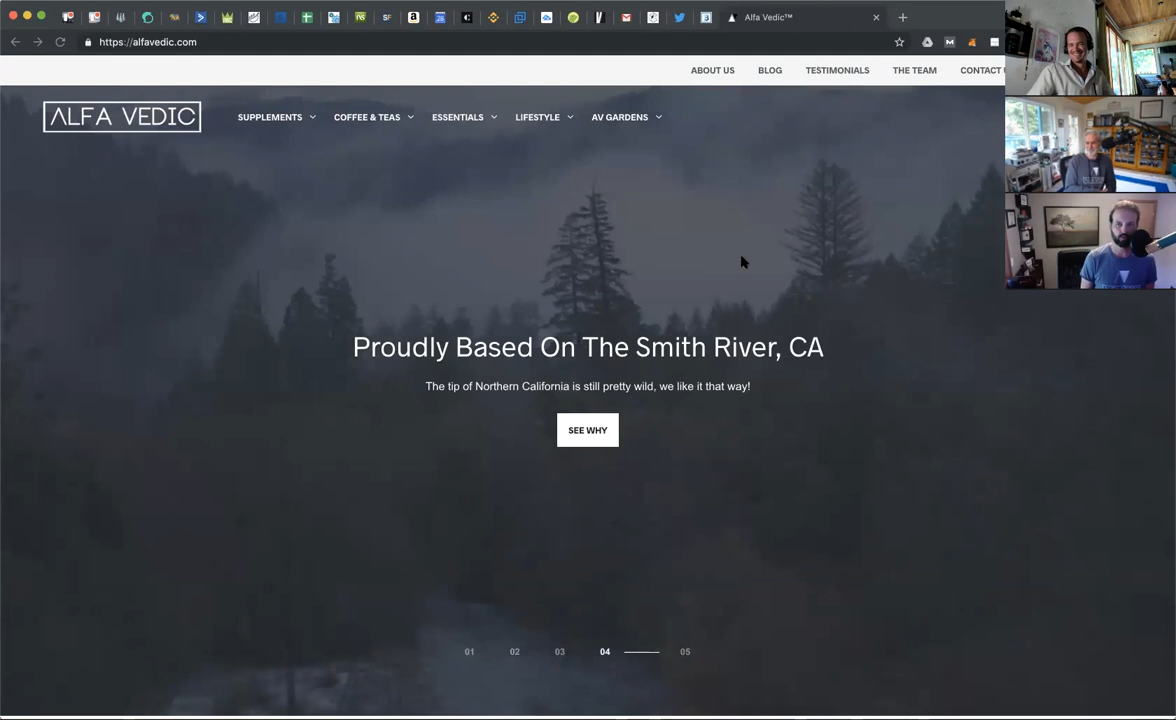 Alfa Vedic™
https://alfavedic.com
ABOUT US BLOG TESTIMONIALS THE TEAM CONTACT U
ALFA VEDIC
SUPPLEMENTS COFFEE & TEAS ESSENTIALS LIFESTYLE AV GARDENS
Proudly Based On The Smith River, CA
The tip of Northern California is still pretty wild, we like it that way!
SEE WHY
01 02 03 04 05